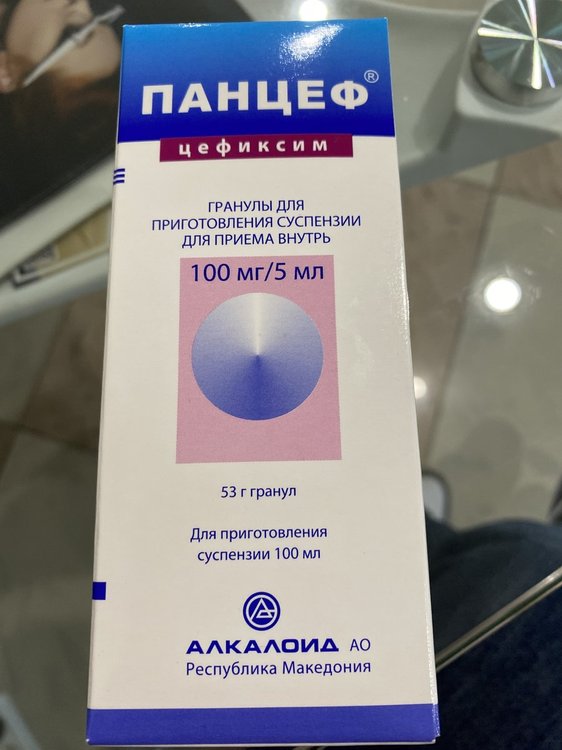 ПАНЦЕФ®
цефиксим
ГРАНУЛЫ ДЛЯ
ПРИГОТОВЛЕНИЯ СУСПЕНЗИИ
ДЛЯ ПРИЕМА ВНУТРЬ
100 мг/5 мл
53 г гранул
Для приготовления
суспензии 100 мл
АЛКАЛОИД АО
Республика Македония